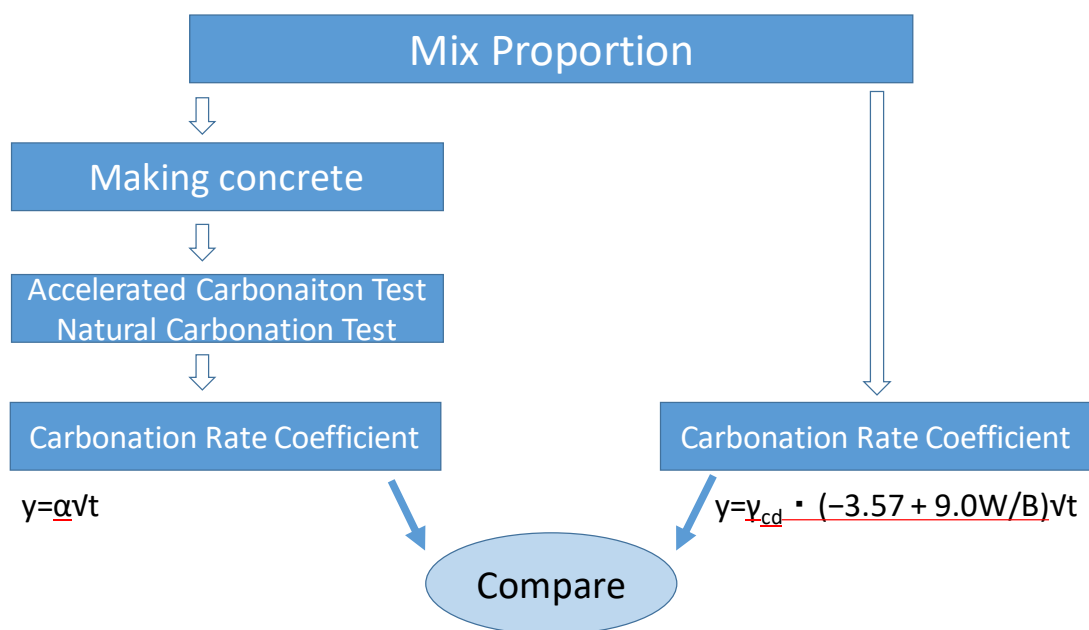 Mix Proportion
Making concrete
Accelerated Carbonaiton Test
Natural Carbonation Test
Carbonation Rate Coefficient
Carbonation Rate Coefficient
y=α√t
y=γcd ・ (−3.57 + 9.0W/B)√t
Compare